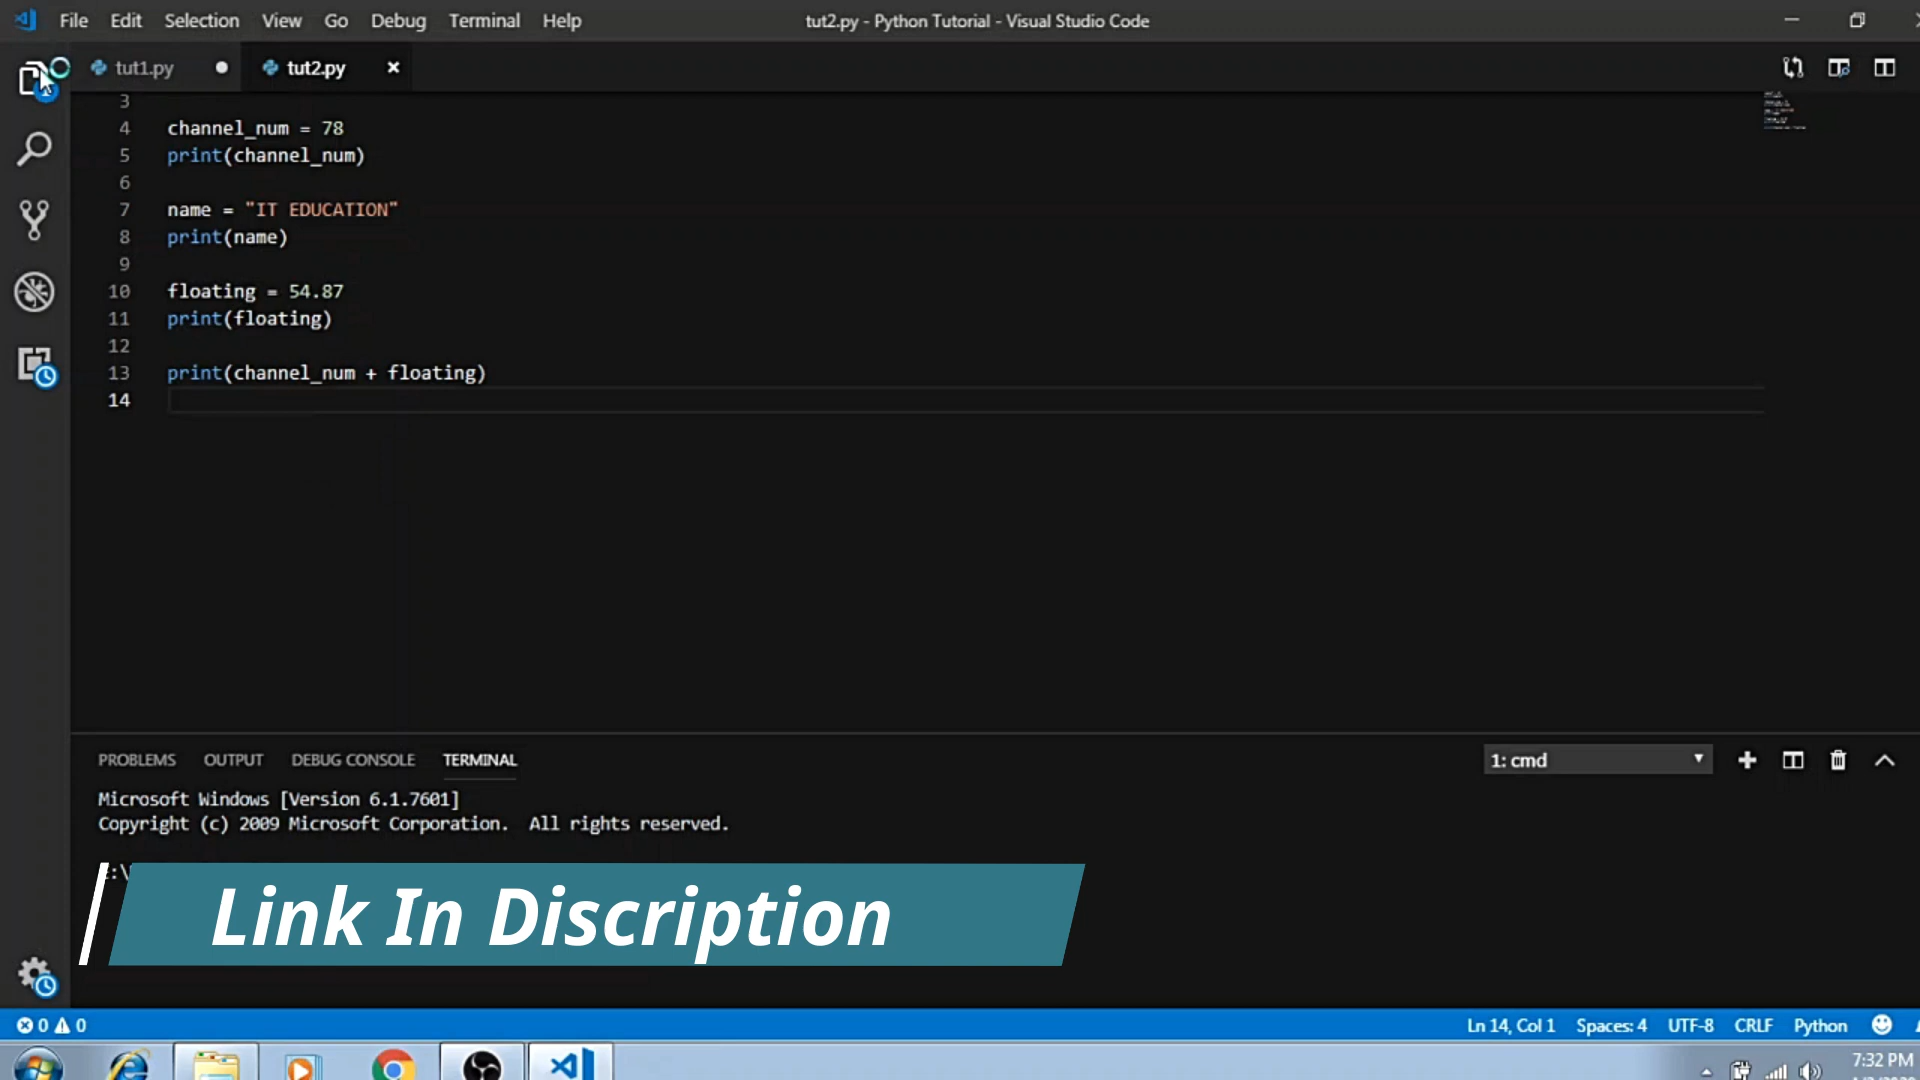 File Edit Selection View Go Debug Terminal Help
tut2.py - Python Tutorial - Visual Studio Code
tut1.py
tut2.py
3
4 channel_num = 78
5 print(channel_num)
6
7 name = "IT EDUCATION"
8 print(name)
9
10 floating = 54.87
11 print(floating)
12
13 print(channel_num + floating)
14
PROBLEMS OUTPUT DEBUG CONSOLE TERMINAL
1: cmd
Microsoft Windows [Version 6.1.7601]
Copyright (c) 2009 Microsoft Corporation.  All rights reserved.
Link In Discription
0 0
Ln 14, Col 1 Spaces: 4 UTF-8 CRLF Python
7:32 PM